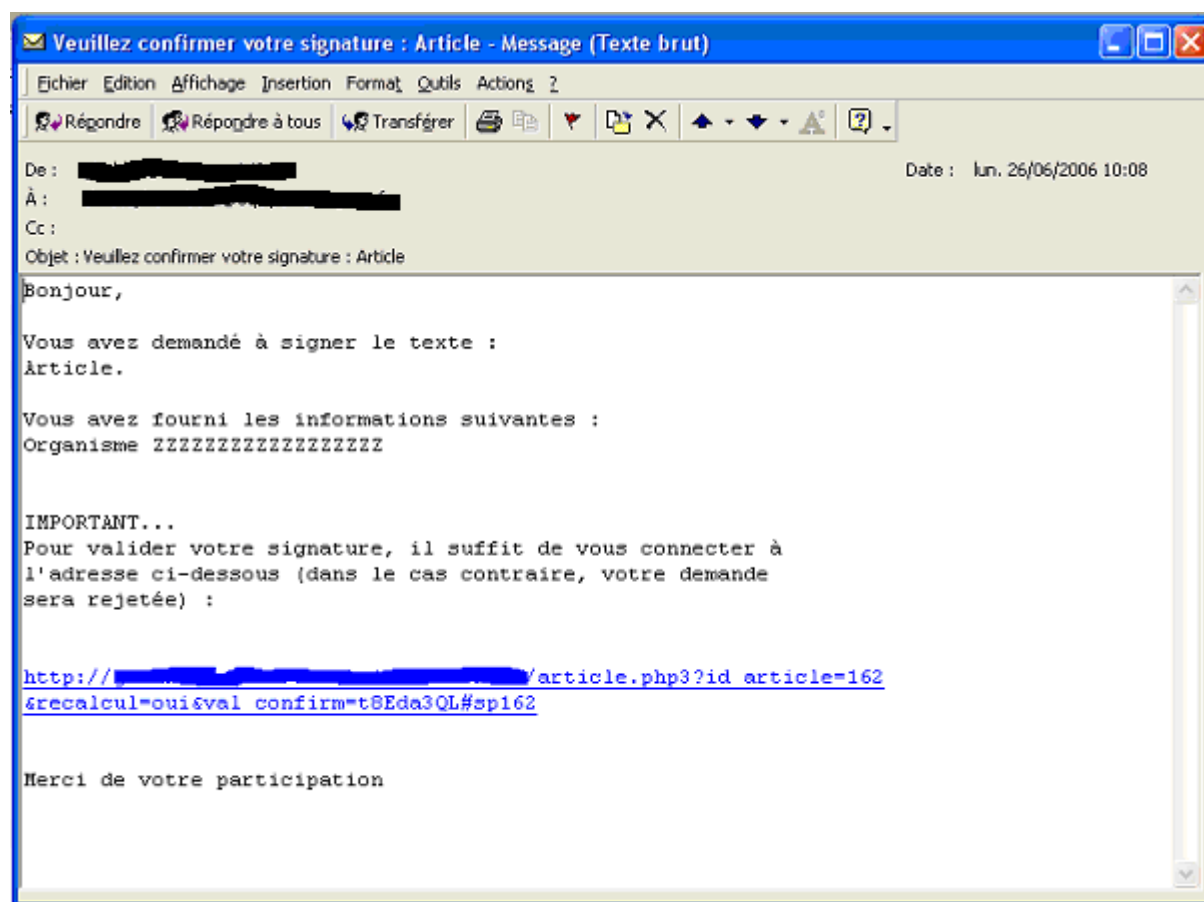 Veuillez confirmer votre signature : Article - Message (Texte brut)
Fichier Edition Affichage Insertion Format Outils Actions ?
Répondre Répondre à tous Transférer
De : Date : lun. 26/06/2006 10:08
À :
Cc :
Objet : Veuillez confirmer votre signature : Article
Bonjour,
Vous avez demandé à signer le texte :
Article.
Vous avez fourni les informations suivantes :
Organisme ZZZZZZZZZZZZZZZZZZ
IMPORTANT...
Pour valider votre signature, il suffit de vous connecter à
l'adresse ci-dessous (dans le cas contraire, votre demande
sera rejetée) :
http:// /article.php3?id_article=162
&recalcul=oui&val_confirm=t8Eda3QL#sp162
Merci de votre participation